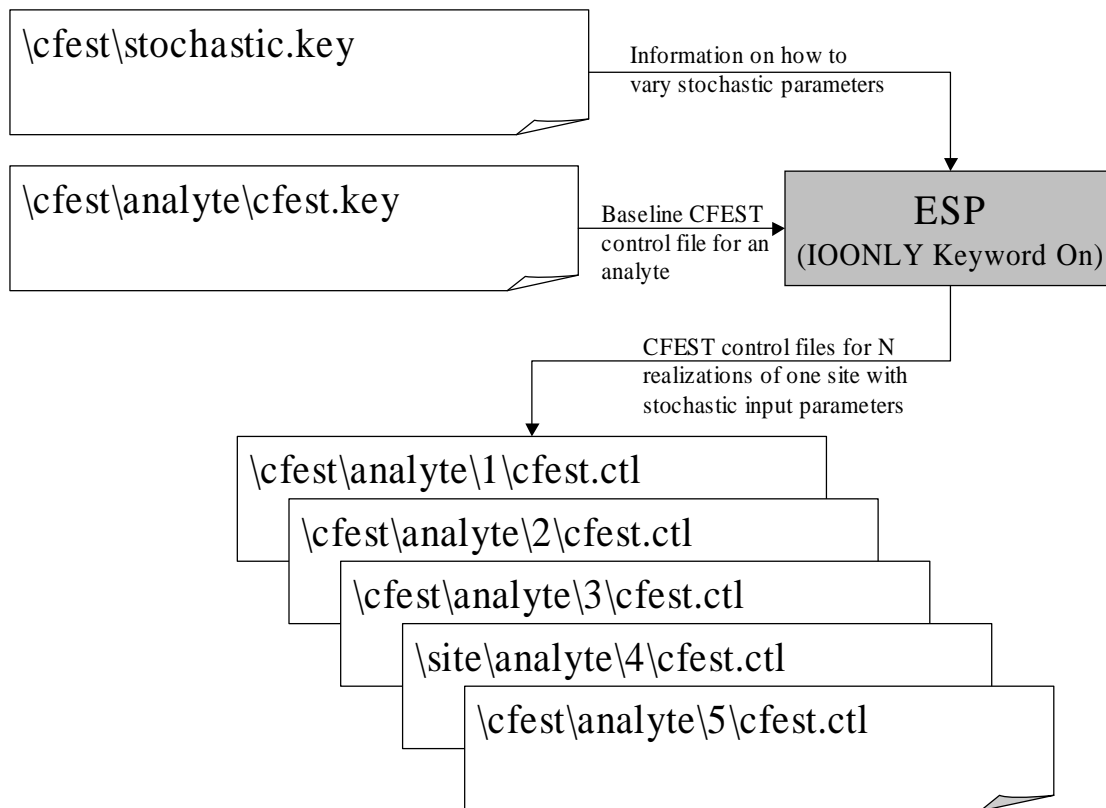 \cfest\stochastic.key
Information on how to
vary stochastic parameters
\cfest\analyte\cfest.key
Baseline CFEST
control file for an
analyte
ESP
(IOONLY Keyword On)
CFEST control files for N
realizations of one site with
stochastic input parameters
\cfest\analyte\1\cfest.ctl
\cfest\analyte\2\cfest.ctl
\cfest\analyte\3\cfest.ctl
\site\analyte\4\cfest.ctl
\cfest\analyte\5\cfest.ctl